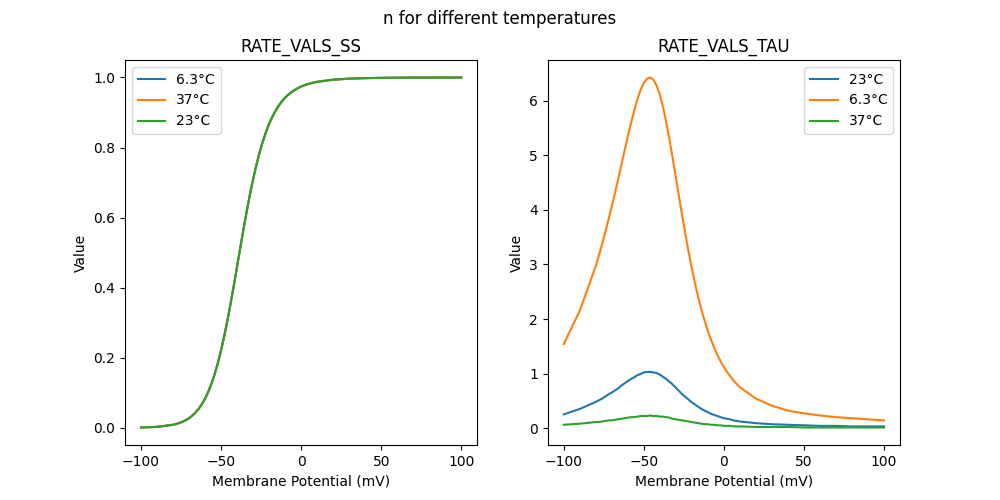 n for different temperatures
RATE_VALS_SS
1.0
0.8
0.6
0.4
0.2
0.0
Value
6.3°C
37°C
23°C
−100
−50
0
50
100
Membrane Potential (mV)
RATE_VALS_TAU
6
5
4
3
2
1
0
Value
23°C
6.3°C
37°C
−100
−50
0
50
100
Membrane Potential (mV)